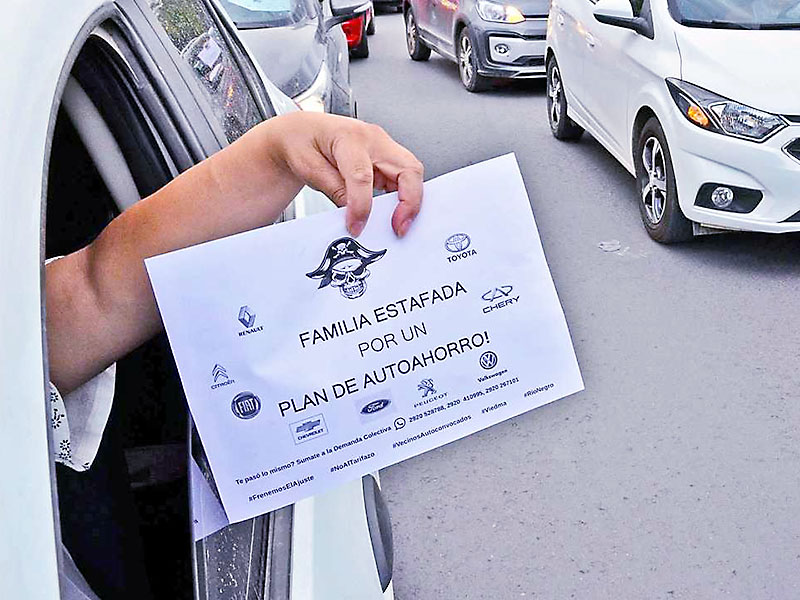 TOYOTA
RENAULT
CHERY
FAMILIA ESTAFADA
POR UN
PLAN DE AUTOAHORRO!
CITROËN
Volkswagen
FIAT
PEUGEOT
Ford
CHEVROLET
2920 528788, 2920 410995, 2920 267101
Te pasó lo mismo? Sumate a la Demanda Colectiva
#FrenemosElAjuste
#NoAlTarifazo
#VecinosAutoconvocados
#Viedma
#RioNegro